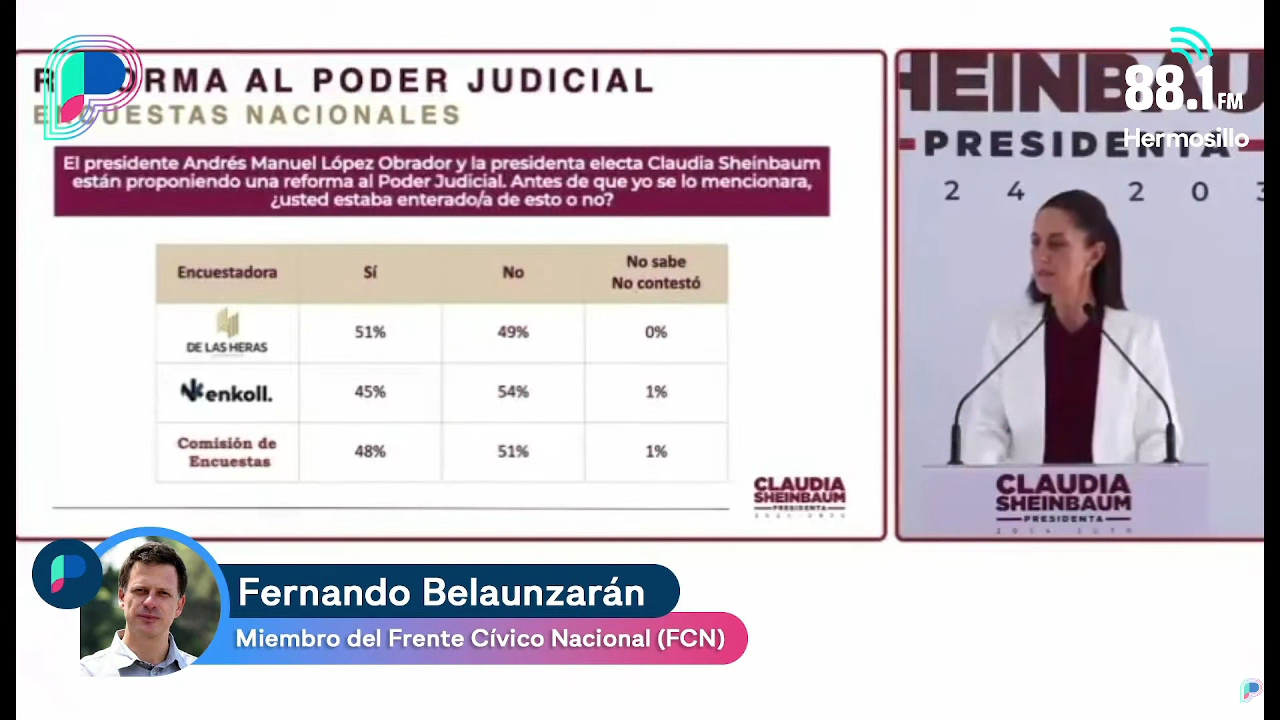 REFORMA AL PODER JUDICIAL
ENCUESTAS NACIONALES
El presidente Andrés Manuel López Obrador y la presidenta electa Claudia Sheinbaum
están proponiendo una reforma al Poder Judicial. Antes de que yo se lo mencionara,
¿usted estaba enterado/a de esto o no?
Encuestadora Sí No No sabe
No contestó
DE LAS HERAS 51% 49% 0%
enkoll. 45% 54% 1%
Comisión de
Encuestas 48% 51% 1%
CLAUDIA
SHEINBAUM
PRESIDENTA
SHEINBAU
PRESIDENTA
24 203
88.1 FM
Hermosillo
CLAUDIA
SHEINBAUM
PRESIDENTA
Fernando Belaunzarán
Miembro del Frente Cívico Nacional (FCN)